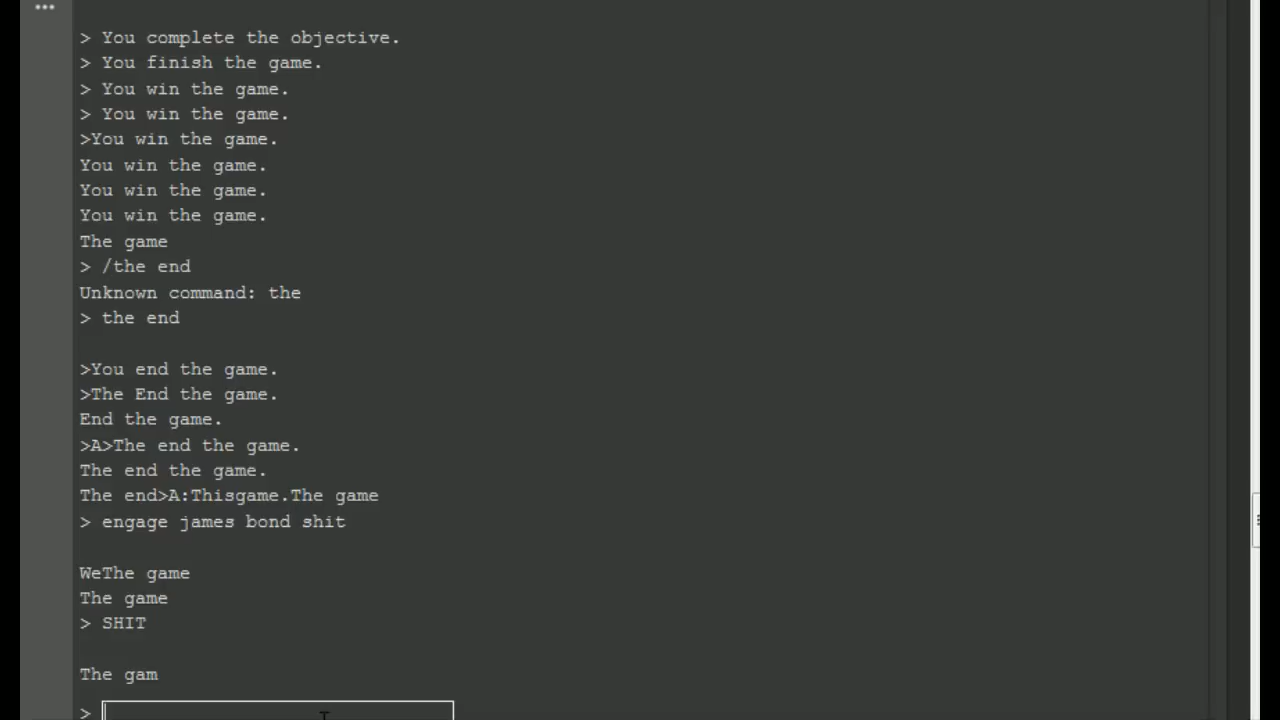 > You complete the objective.
> You finish the game.
> You win the game.
> You win the game.
>You win the game.
You win the game.
You win the game.
You win the game.
The game
> /the end
Unknown command: the
> the end
>You end the game.
>The End the game.
End the game.
>A>The end the game.
The end the game.
The end>A:Thisgame.The game
> engage james bond shit
WeThe game
The game
> SHIT
The gam
>